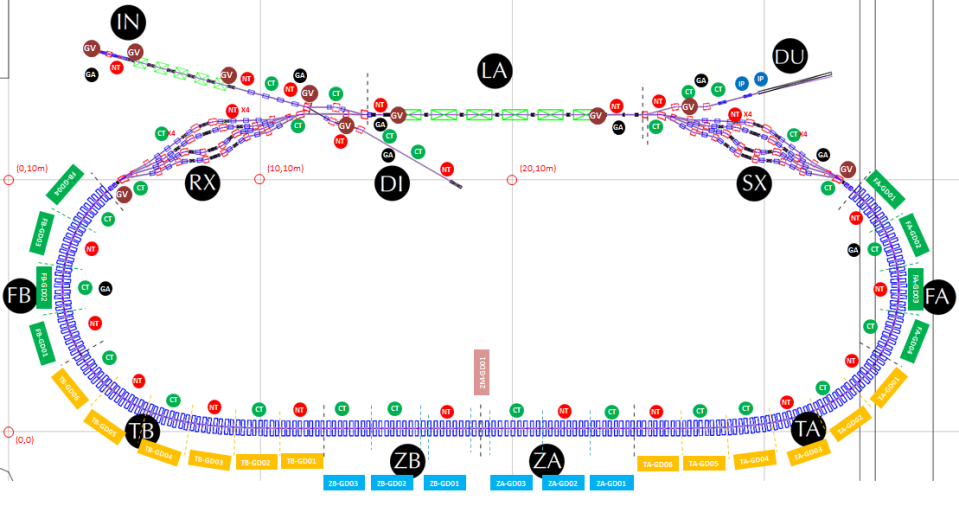 IN
GV
GV
LA
DU
GA
NT
GV
NT
CT
GA
NT
GV
CT
NT
GV
GV
NT
GA
CT
NT
GV
GA
CT
CT
IP
IP
NT X4
CT X4
CT
GA
GV
NT
CT
GA
CT
NT
DI
CT
NT X4
CT X4
GA
GV
CT
SX
RX
(0,10m)
(10,10m)
(20,10m)
FB-GD04
GV
CT
CT
FB-GD03
NT
FB
FB-GD02
CT
GA
FB-GD01
NT
CT
FA-GD01
NT
FA-GD02
GA
CT
FA-GD03
NT
FA
FA-GD04
CT
NT
TB-GD06
NT
CT
TB-GD05
TB
NT
CT
NT
CT
CT
NT
ZM-GD01
CT
NT
CT
NT
CT
CT
NT
CT
TA-GD01
TA-GD02
TA
(0,0)
TB-GD04
TB-GD03
TB-GD02
TB-GD01
ZB
ZA
TA-GD06
TA-GD05
TA-GD04
TA-GD03
ZB-GD03
ZB-GD02
ZB-GD01
ZA-GD03
ZA-GD02
ZA-GD01